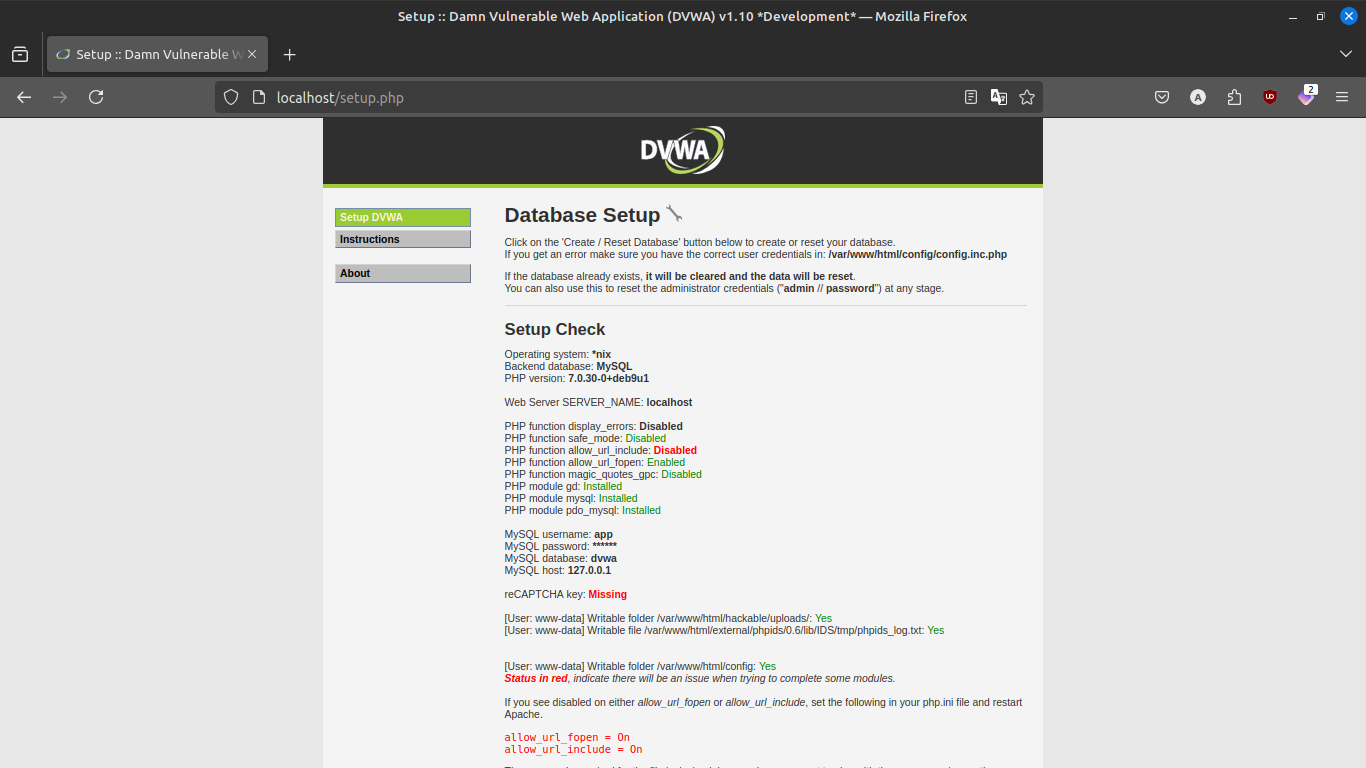 Setup :: Damn Vulnerable Web Application (DVWA) v1.10 *Development* — Mozilla Firefox
Setup :: Damn Vulnerable W
localhost/setup.php
A
2
DVWA
Setup DVWA
Instructions
About
Database Setup
Click on the 'Create / Reset Database' button below to create or reset your database.
If you get an error make sure you have the correct user credentials in: /var/www/html/config/config.inc.php
If the database already exists, it will be cleared and the data will be reset.
You can also use this to reset the administrator credentials ("admin // password") at any stage.
Setup Check
Operating system: *nix
Backend database: MySQL
PHP version: 7.0.30-0+deb9u1
Web Server SERVER_NAME: localhost
PHP function display_errors: Disabled
PHP function safe_mode: Disabled
PHP function allow_url_include: Disabled
PHP function allow_url_fopen: Enabled
PHP function magic_quotes_gpc: Disabled
PHP module gd: Installed
PHP module mysql: Installed
PHP module pdo_mysql: Installed
MySQL username: app
MySQL password: ******
MySQL database: dvwa
MySQL host: 127.0.0.1
reCAPTCHA key: Missing
[User: www-data] Writable folder /var/www/html/hackable/uploads/: Yes
[User: www-data] Writable file /var/www/html/external/phpids/0.6/lib/IDS/tmp/phpids_log.txt: Yes
[User: www-data] Writable folder /var/www/html/config: Yes
Status in red, indicate there will be an issue when trying to complete some modules.
If you see disabled on either allow_url_fopen or allow_url_include, set the following in your php.ini file and restart
Apache.
allow_url_fopen = On
allow_url_include = On